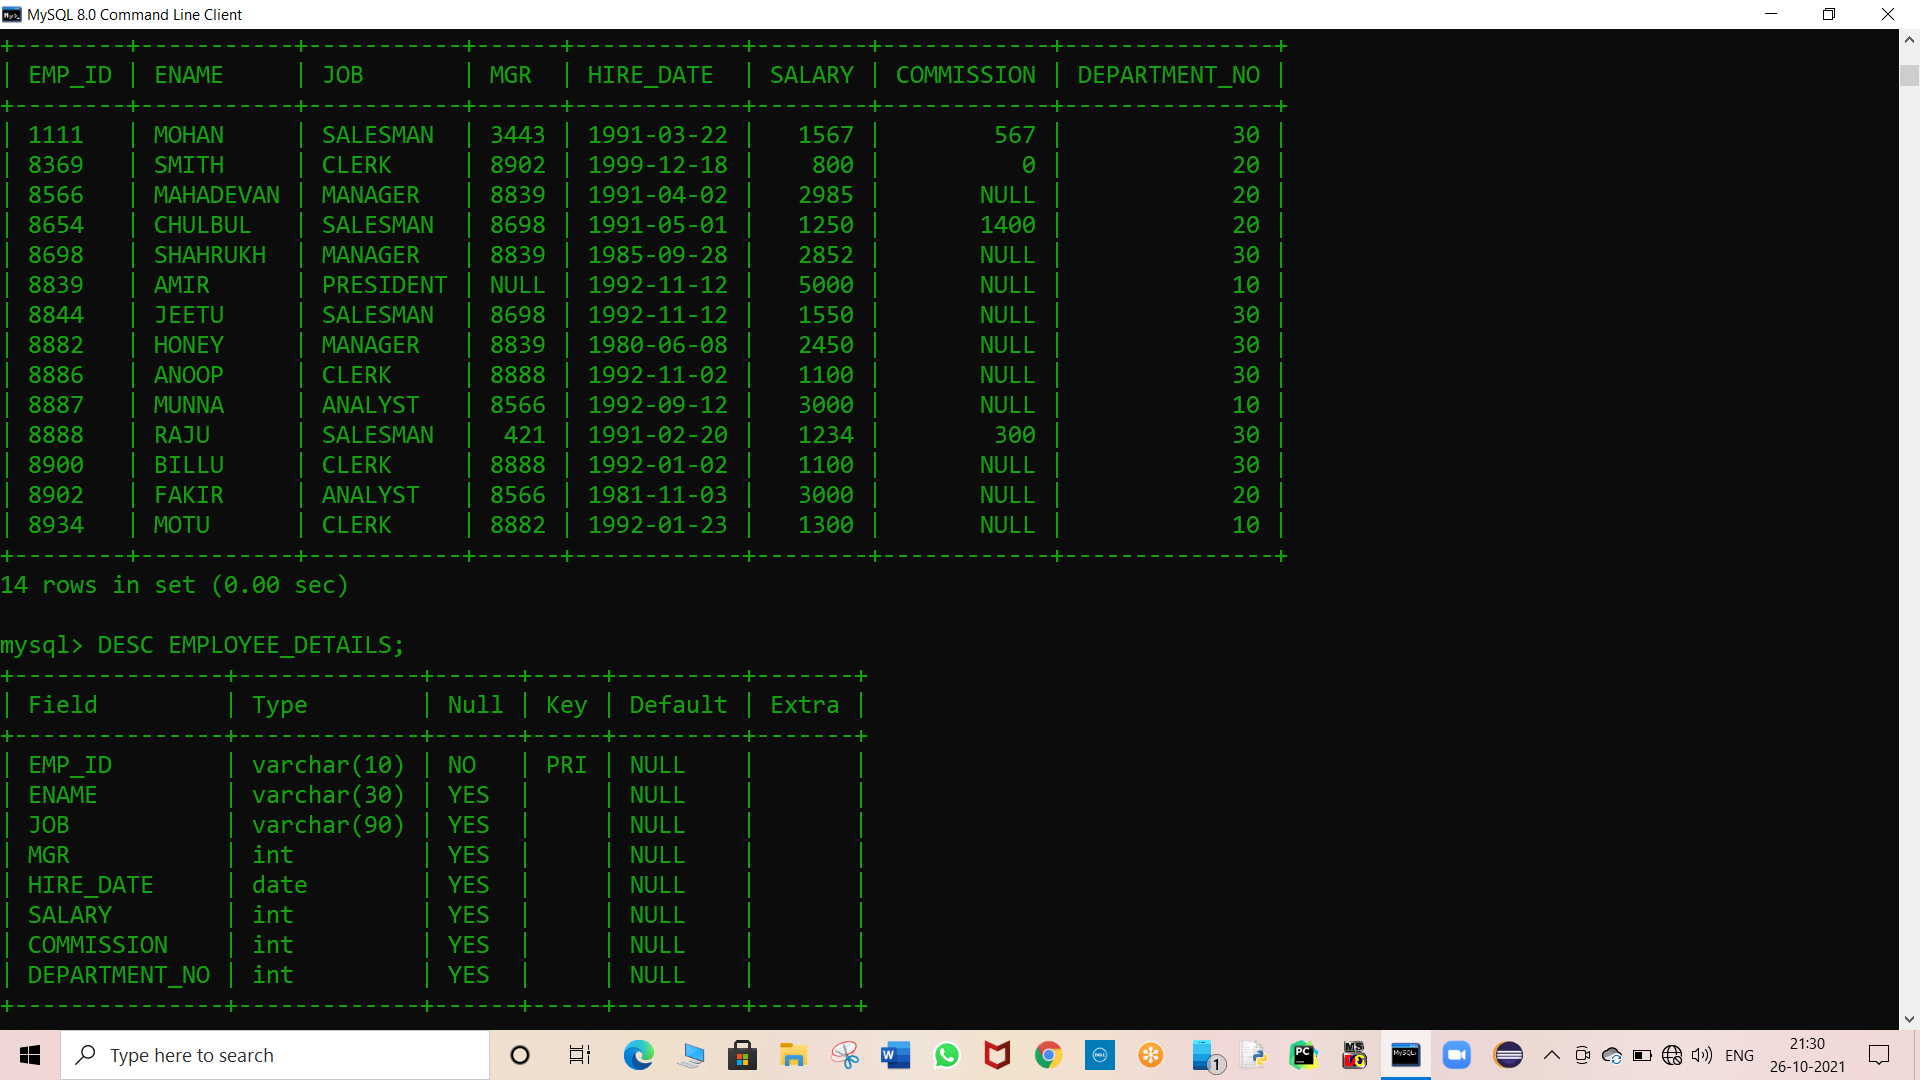 MySQL 8.0 Command Line Client
+--------+-----------+-----------+------+------------+--------+------------+---------------+
| EMP_ID | ENAME     | JOB       | MGR  | HIRE_DATE  | SALARY | COMMISSION | DEPARTMENT_NO |
+--------+-----------+-----------+------+------------+--------+------------+---------------+
| 1111   | MOHAN     | SALESMAN  | 3443 | 1991-03-22 |   1567 |        567 |            30 |
| 8369   | SMITH     | CLERK     | 8902 | 1999-12-18 |    800 |          0 |            20 |
| 8566   | MAHADEVAN | MANAGER   | 8839 | 1991-04-02 |   2985 |       NULL |            20 |
| 8654   | CHULBUL   | SALESMAN  | 8698 | 1991-05-01 |   1250 |       1400 |            20 |
| 8698   | SHAHRUKH  | MANAGER   | 8839 | 1985-09-28 |   2852 |       NULL |            30 |
| 8839   | AMIR      | PRESIDENT | NULL | 1992-11-12 |   5000 |       NULL |            10 |
| 8844   | JEETU     | SALESMAN  | 8698 | 1992-11-12 |   1550 |       NULL |            30 |
| 8882   | HONEY     | MANAGER   | 8839 | 1980-06-08 |   2450 |       NULL |            30 |
| 8886   | ANOOP     | CLERK     | 8888 | 1992-11-02 |   1100 |       NULL |            30 |
| 8887   | MUNNA     | ANALYST   | 8566 | 1992-09-12 |   3000 |       NULL |            10 |
| 8888   | RAJU      | SALESMAN  |  421 | 1991-02-20 |   1234 |        300 |            30 |
| 8900   | BILLU     | CLERK     | 8888 | 1992-01-02 |   1100 |       NULL |            30 |
| 8902   | FAKIR     | ANALYST   | 8566 | 1981-11-03 |   3000 |       NULL |            20 |
| 8934   | MOTU      | CLERK     | 8882 | 1992-01-23 |   1300 |       NULL |            10 |
+--------+-----------+-----------+------+------------+--------+------------+---------------+
14 rows in set (0.00 sec)
mysql> DESC EMPLOYEE_DETAILS;
+---------------+-------------+------+-----+---------+-------+
| Field         | Type        | Null | Key | Default | Extra |
+---------------+-------------+------+-----+---------+-------+
| EMP_ID        | varchar(10) | NO   | PRI | NULL    |       |
| ENAME         | varchar(30) | YES  |     | NULL    |       |
| JOB           | varchar(90) | YES  |     | NULL    |       |
| MGR           | int         | YES  |     | NULL    |       |
| HIRE_DATE     | date        | YES  |     | NULL    |       |
| SALARY        | int         | YES  |     | NULL    |       |
| COMMISSION    | int         | YES  |     | NULL    |       |
| DEPARTMENT_NO | int         | YES  |     | NULL    |       |
+---------------+-------------+------+-----+---------+-------+
Type here to search
1
PC
ENG
21:30
26-10-2021